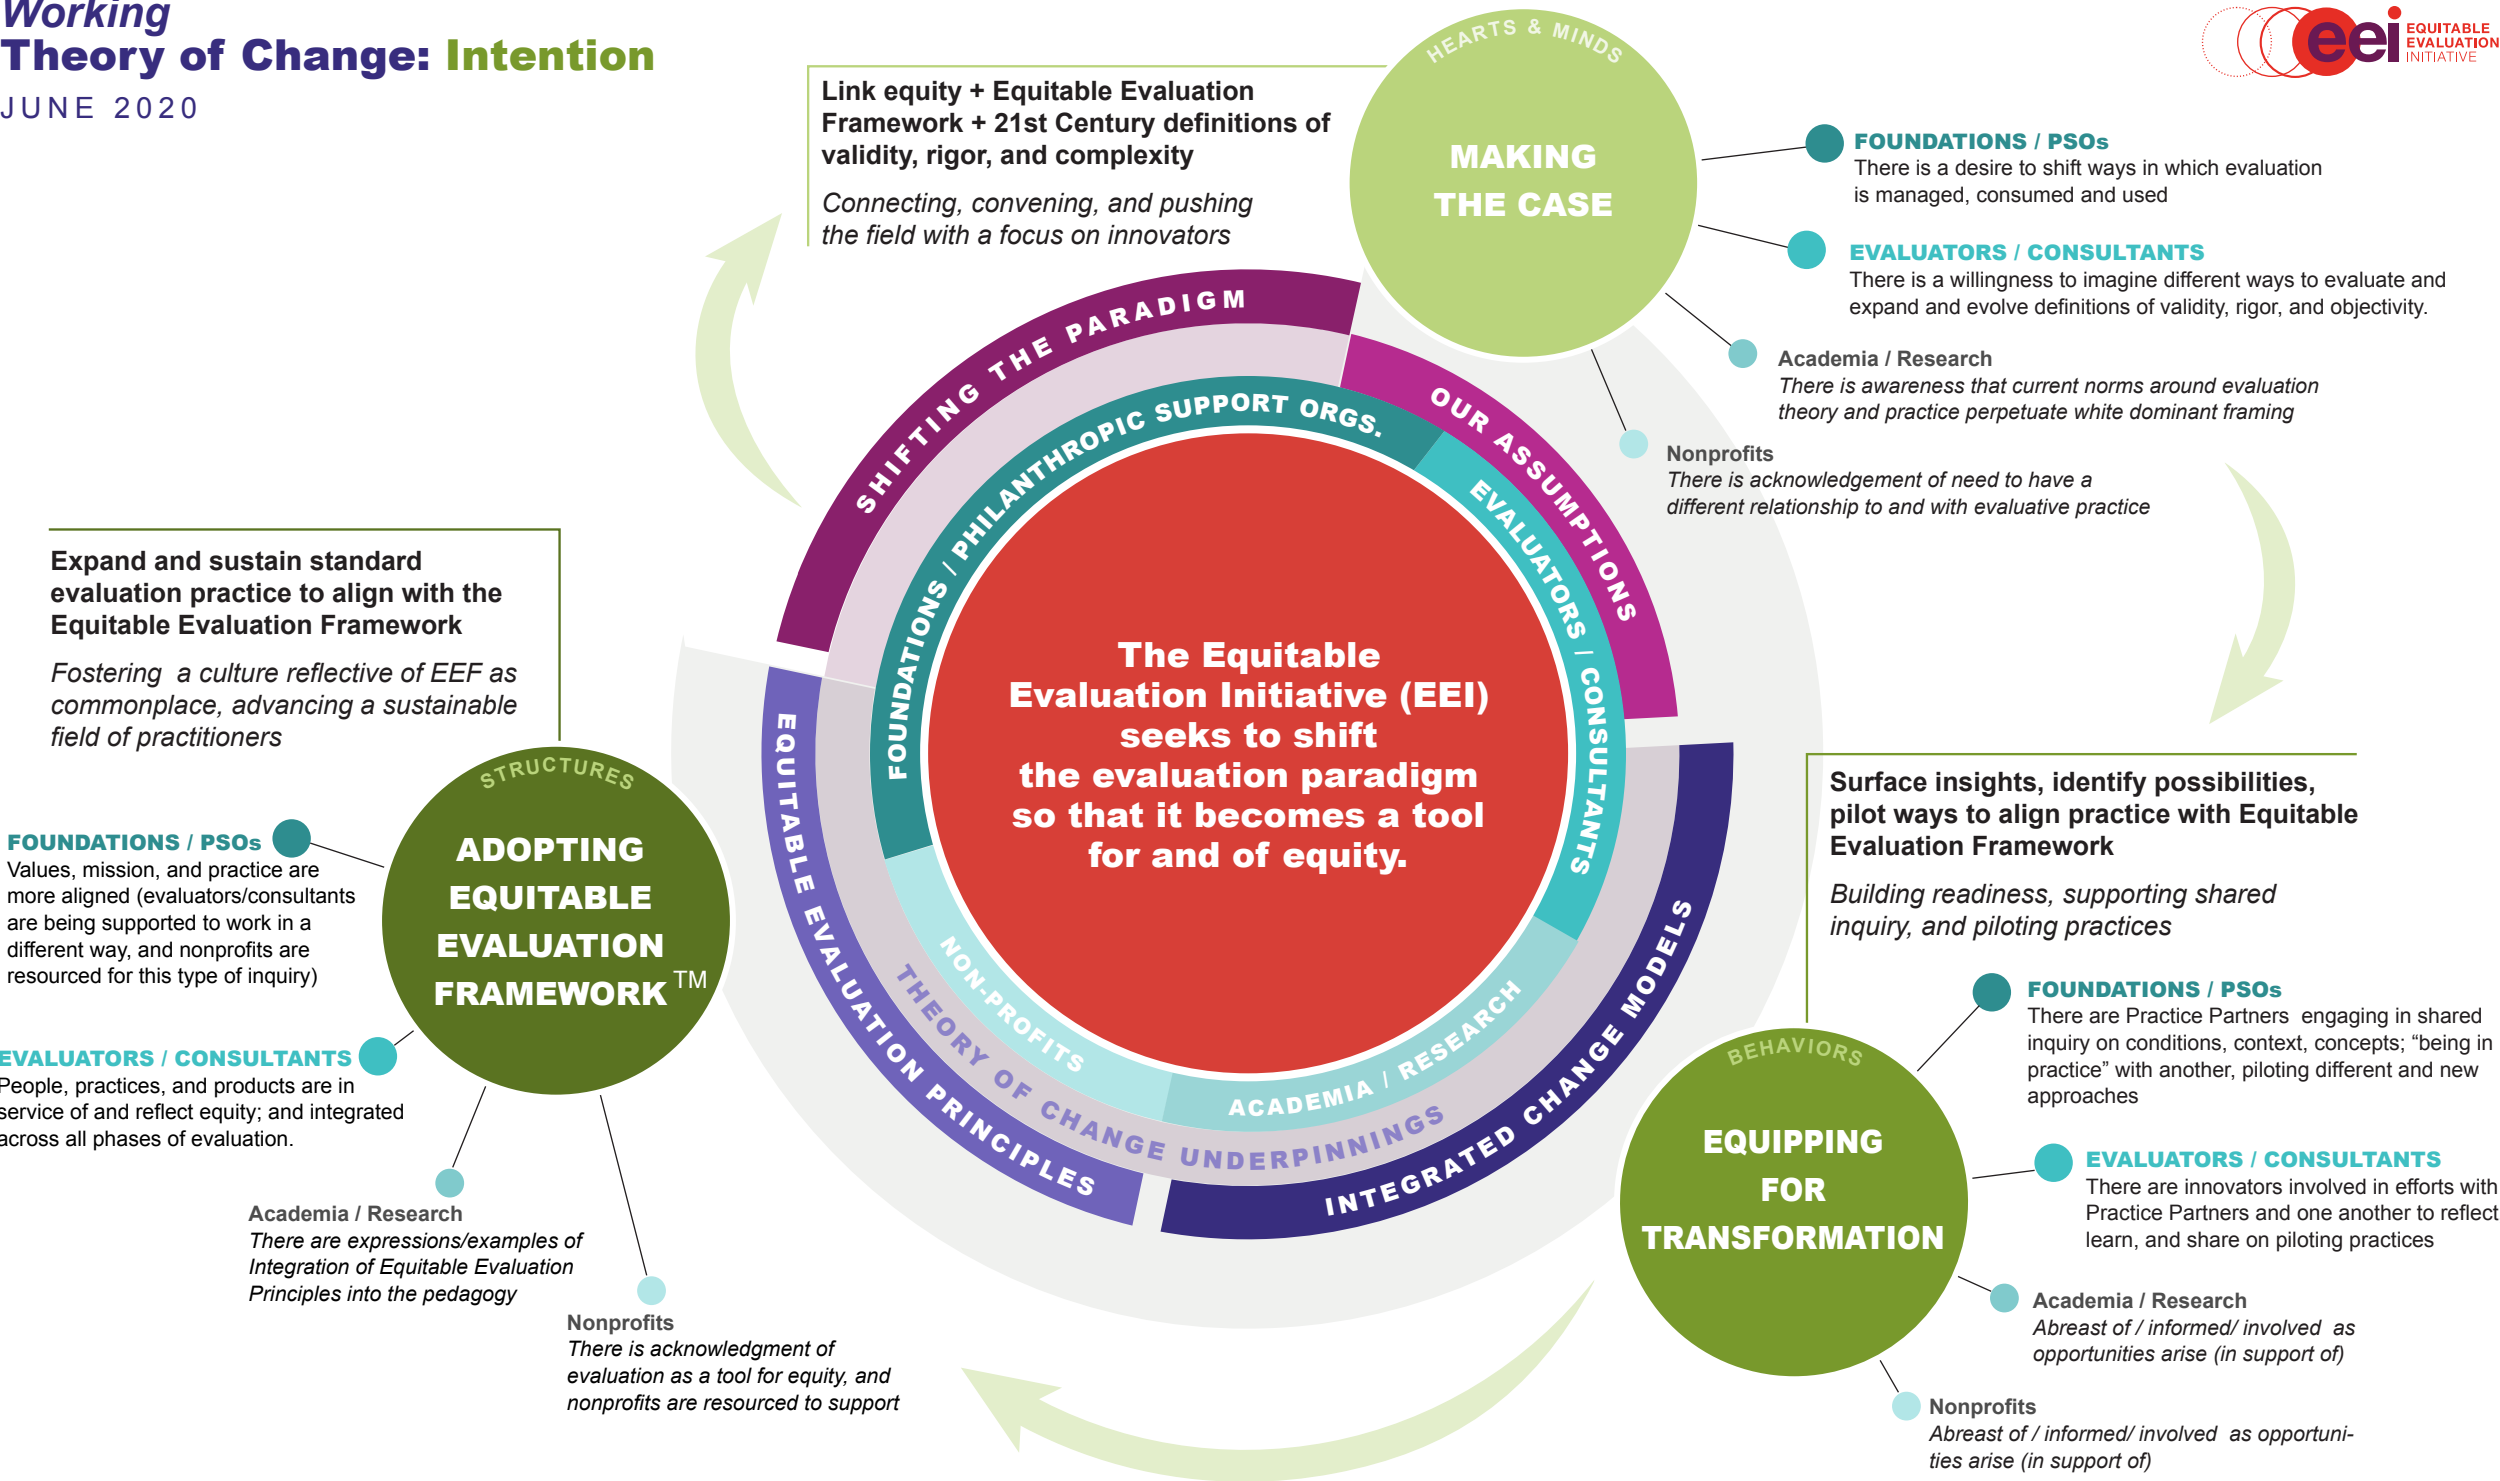 Working
Theory of Change: Intention
JUNE 2020
eei EQUITABLE
EVALUATION
INITIATIVE
HEARTS & MINDS
MAKING
THE CASE
Link equity + Equitable Evaluation
Framework + 21st Century definitions of
validity, rigor, and complexity
Connecting, convening, and pushing
the field with a focus on innovators
FOUNDATIONS / PSOs
There is a desire to shift ways in which evaluation
is managed, consumed and used
EVALUATORS / CONSULTANTS
There is a willingness to imagine different ways to evaluate and
expand and evolve definitions of validity, rigor, and objectivity.
Academia / Research
There is awareness that current norms around evaluation
theory and practice perpetuate white dominant framing
Nonprofits
There is acknowledgement of need to have a
different relationship to and with evaluative practice
SHIFTING THE PARADIGM
OUR ASSUMPTIONS
INTEGRATED CHANGE MODELS
EQUITABLE EVALUATION PRINCIPLES
THEORY OF CHANGE UNDERPINNINGS
FOUNDATIONS / PHILANTHROPIC SUPPORT ORGS.
EVALUATORS / CONSULTANTS
ACADEMIA / RESEARCH
NON-PROFITS
The Equitable
Evaluation Initiative (EEI)
seeks to shift
the evaluation paradigm
so that it becomes a tool
for and of equity.
Surface insights, identify possibilities,
pilot ways to align practice with Equitable
Evaluation Framework
Building readiness, supporting shared
inquiry, and piloting practices
BEHAVIORS
EQUIPPING
FOR
TRANSFORMATION
FOUNDATIONS / PSOs
There are Practice Partners engaging in shared
inquiry on conditions, context, concepts; “being in
practice” with another, piloting different and new
approaches
EVALUATORS / CONSULTANTS
There are innovators involved in efforts with
Practice Partners and one another to reflect
learn, and share on piloting practices
Academia / Research
Abreast of / informed/ involved as
opportunities arise (in support of)
Nonprofits
Abreast of / informed/ involved as opportuni-
ties arise (in support of)
Expand and sustain standard
evaluation practice to align with the
Equitable Evaluation Framework
Fostering a culture reflective of EEF as
commonplace, advancing a sustainable
field of practitioners
STRUCTURES
ADOPTING
EQUITABLE
EVALUATION
FRAMEWORK TM
FOUNDATIONS / PSOs
Values, mission, and practice are
more aligned (evaluators/consultants
are being supported to work in a
different way, and nonprofits are
resourced for this type of inquiry)
EVALUATORS / CONSULTANTS
People, practices, and products are in
service of and reflect equity; and integrated
across all phases of evaluation.
Academia / Research
There are expressions/examples of
Integration of Equitable Evaluation
Principles into the pedagogy
Nonprofits
There is acknowledgment of
evaluation as a tool for equity, and
nonprofits are resourced to support